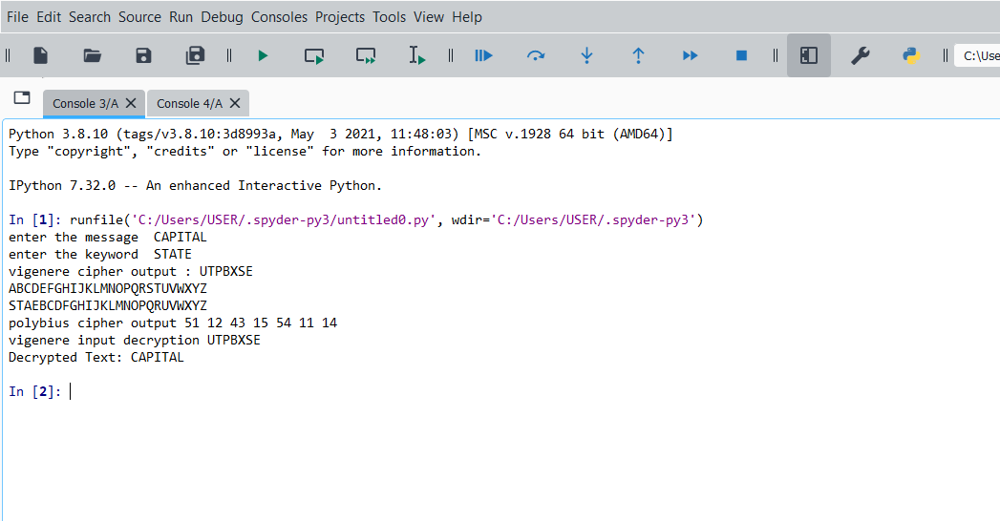 File Edit Search Source Run Debug Consoles Projects Tools View Help
C:\Use
Console 3/A Console 4/A
Python 3.8.10 (tags/v3.8.10:3d8993a, May  3 2021, 11:48:03) [MSC v.1928 64 bit (AMD64)]
Type "copyright", "credits" or "license" for more information.
IPython 7.32.0 -- An enhanced Interactive Python.
In [1]: runfile('C:/Users/USER/.spyder-py3/untitled0.py', wdir='C:/Users/USER/.spyder-py3')
enter the message  CAPITAL
enter the keyword  STATE
vigenere cipher output : UTPBXSE
ABCDEFGHIJKLMNOPQRSTUVWXYZ
STAEBCDFGHIJKLMNOPQRUVWXYZ
polybius cipher output 51 12 43 15 54 11 14
vigenere input decryption UTPBXSE
Decrypted Text: CAPITAL
In [2]: